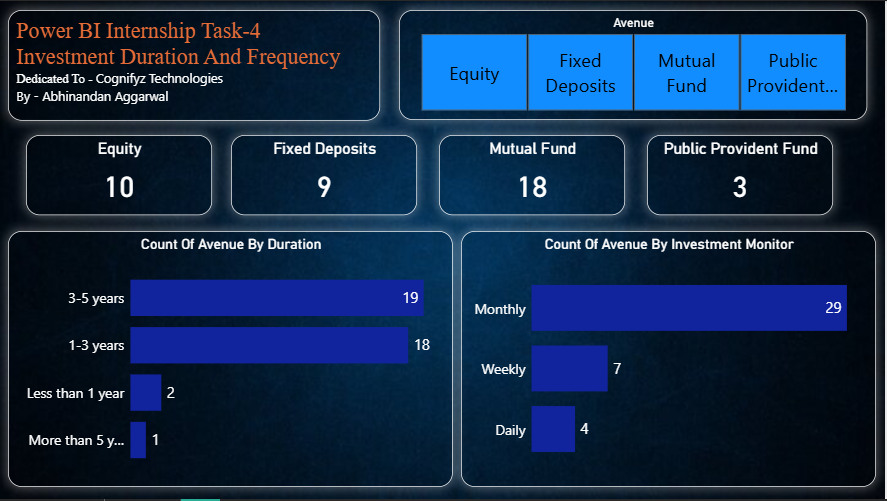 Power BI Internship Task-4
Investment Duration And Frequency
Dedicated To - Cognifyz Technologies
By - Abhinandan Aggarwal
Avenue
Equity
Fixed
Deposits
Mutual
Fund
Public
Provident...
Equity
10
Fixed Deposits
9
Mutual Fund
18
Public Provident Fund
3
Count Of Avenue By Duration
3-5 years 19
1-3 years 18
Less than 1 year 2
More than 5 y... 1
Count Of Avenue By Investment Monitor
Monthly 29
Weekly 7
Daily 4